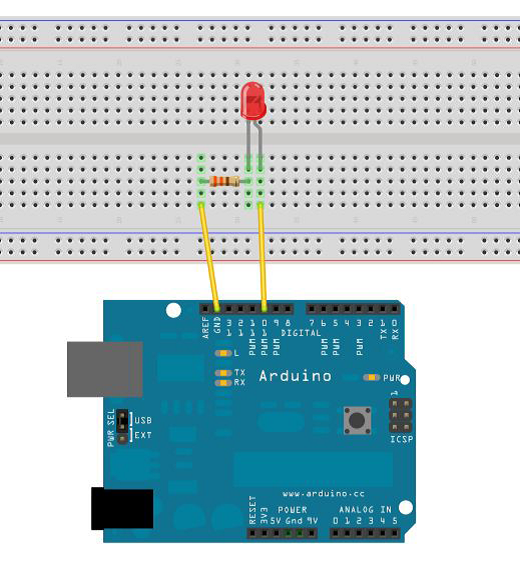 AREF
GND
13
12
PWM 11
PWM 10
PWM 9
8
DIGITAL
7
PWM 6
PWM 5
4
PWM 3
2
TX 1
RX 0
L
TX
RX
Arduino
PWR
1
PWR SEL
USB
EXT
ICSP
www.arduino.cc
RESET
3V3
POWER
5V Gnd 9V
ANALOG IN
0 1 2 3 4 5